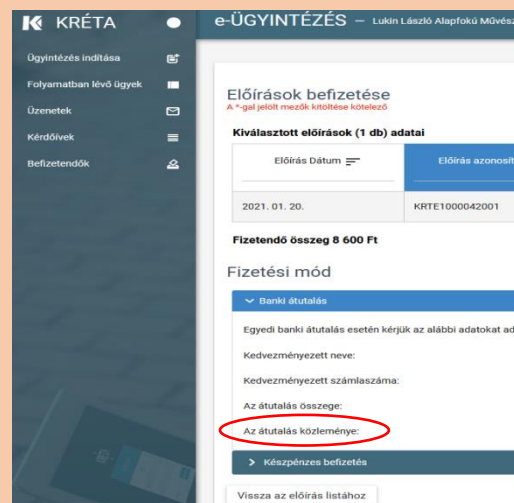 KRÉTA
e-ÜGYINTÉZÉS – Lukin László Alapfokú Művész
Ügyintézés indítása
Folyamatban lévő ügyek
Üzenetek
Kérdőívek
Befizetendők
Előírások befizetése
A *-gal jelölt mezők kitöltése kötelező
Kiválasztott előírások (1 db) adatai
Előírás Dátum Előírás azonosít
2021. 01. 20. KRTE1000042001
Fizetendő összeg 8 600 Ft
Fizetési mód
Banki átutalás
Egyedi banki átutalás esetén kérjük az alábbi adatokat ad
Kedvezményezett neve:
Kedvezményezett számlaszáma:
Az átutalás összege:
Az átutalás közleménye:
Készpénzes befizetés
Vissza az előírás listához